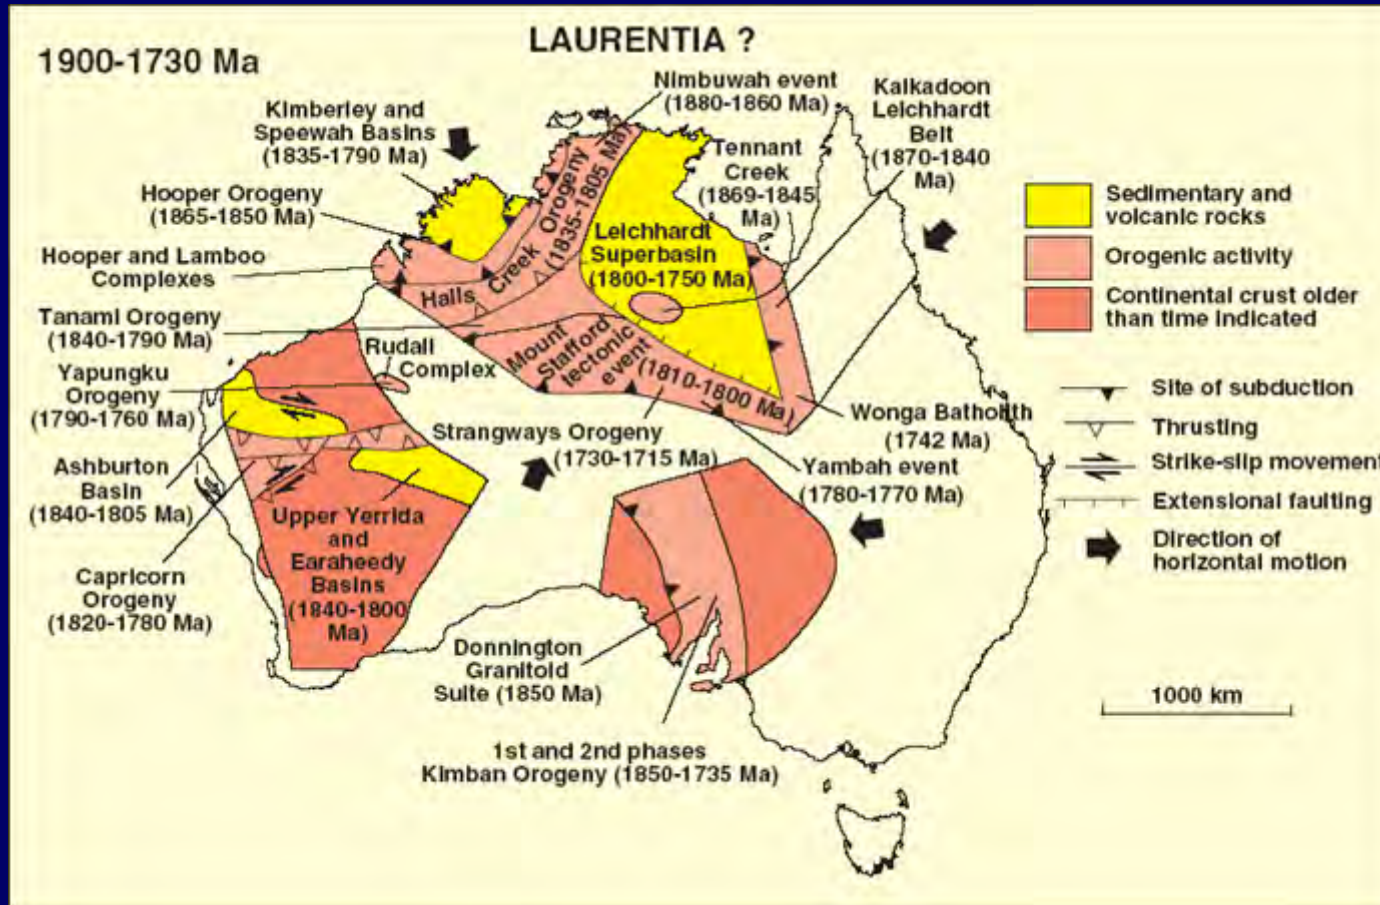 LAURENTIA ?
1900-1730 Ma
Nimbuwah event
(1880-1860 Ma)
Kalkadoon
Leichhardt
Belt
(1870-1840
Ma)
Kimberley and
Speewah Basins
(1835-1790 Ma)
Tennant
Creek
(1869-1845
Ma)
Hooper Orogeny
(1865-1850 Ma)
Halls Creek Orogeny
(1835-1805 Ma)
Leichhardt
Superbasin
(1800-1750 Ma)
Hooper and Lamboo
Complexes
Tanami Orogeny
(1840-1790 Ma)
Rudall
Complex
Mount
Stafford
tectonic
event
(1810-1800 Ma)
Yapungku
Orogeny
(1790-1760 Ma)
Wonga Batholith
(1742 Ma)
Strangways Orogeny
(1730-1715 Ma)
Yambah event
(1780-1770 Ma)
Ashburton
Basin
(1840-1805 Ma)
Upper Yerrida
and
Earaheedy
Basins
(1840-1800
Ma)
Capricorn
Orogeny
(1820-1780 Ma)
Donnington
Granitoid
Suite (1850 Ma)
1st and 2nd phases
Kimban Orogeny (1850-1735 Ma)
Sedimentary and
volcanic rocks
Orogenic activity
Continental crust older
than time indicated
Site of subduction
Thrusting
Strike-slip movement
Extensional faulting
Direction of
horizontal motion
1000 km